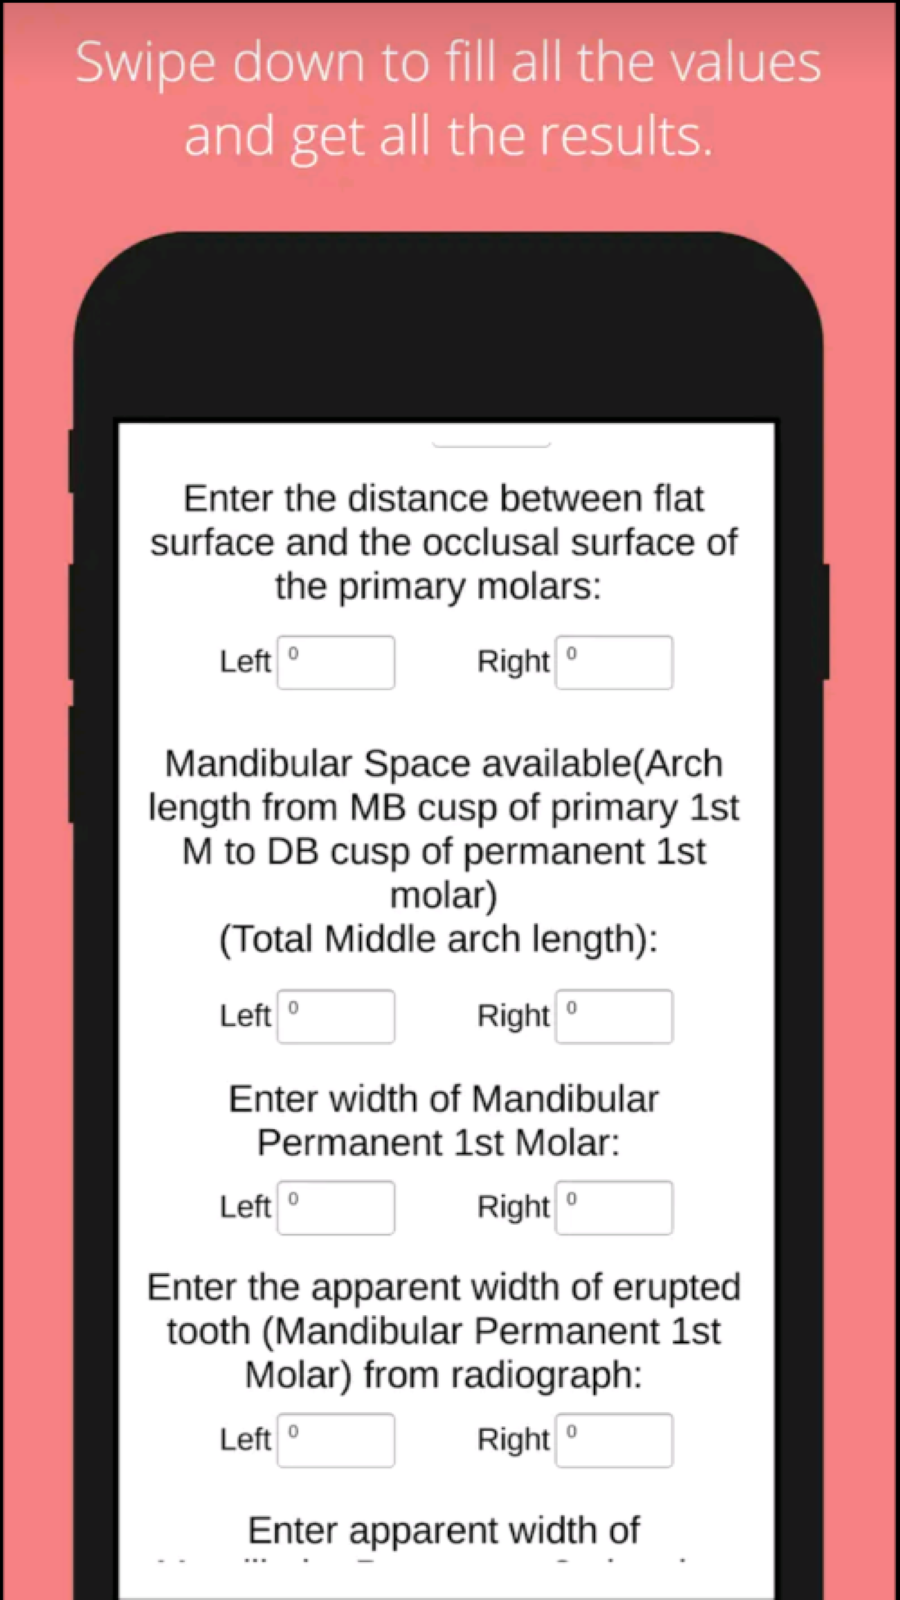 Swipe down to fill all the values
and get all the results.
Enter the distance between flat
surface and the occlusal surface of
the primary molars:
Left 0 Right 0
Mandibular Space available(Arch
length from MB cusp of primary 1st
M to DB cusp of permanent 1st
molar)
(Total Middle arch length):
Left 0 Right 0
Enter width of Mandibular
Permanent 1st Molar:
Left 0 Right 0
Enter the apparent width of erupted
tooth (Mandibular Permanent 1st
Molar) from radiograph:
Left 0 Right 0
Enter apparent width of